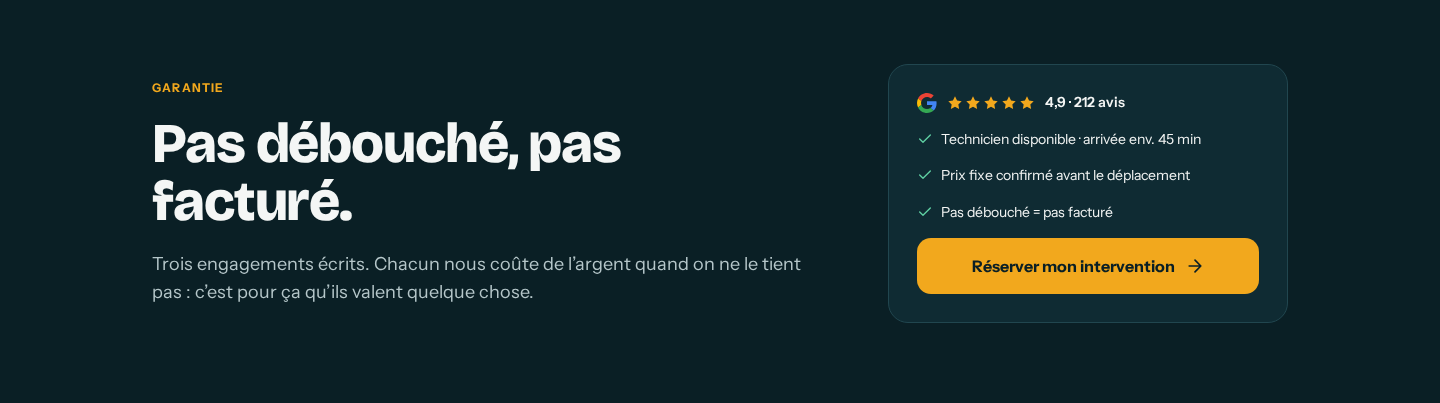 GARANTIE
Pas débouché, pas
facturé.
Trois engagements écrits. Chacun nous coûte de l’argent quand on ne le tient
pas : c’est pour ça qu’ils valent quelque chose.
4,9 · 212 avis
Technicien disponible · arrivée env. 45 min
Prix fixe confirmé avant le déplacement
Pas débouché = pas facturé
Réserver mon intervention